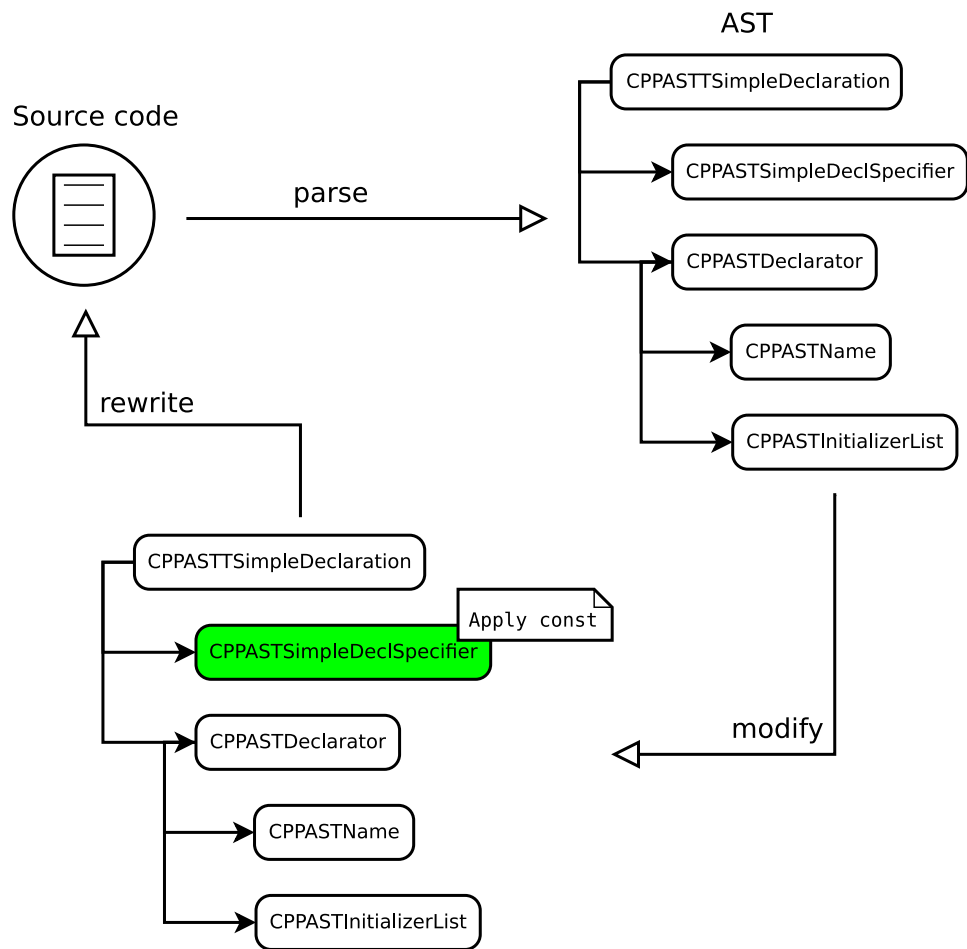 AST
CPPASTTSimpleDeclaration
Source code
CPPASTSimpleDeclSpecifier
parse
CPPASTDeclarator
CPPASTName
rewrite
CPPASTInitializerList
CPPASTTSimpleDeclaration
Apply const
CPPASTSimpleDeclSpecifier
modify
CPPASTDeclarator
CPPASTName
CPPASTInitializerList